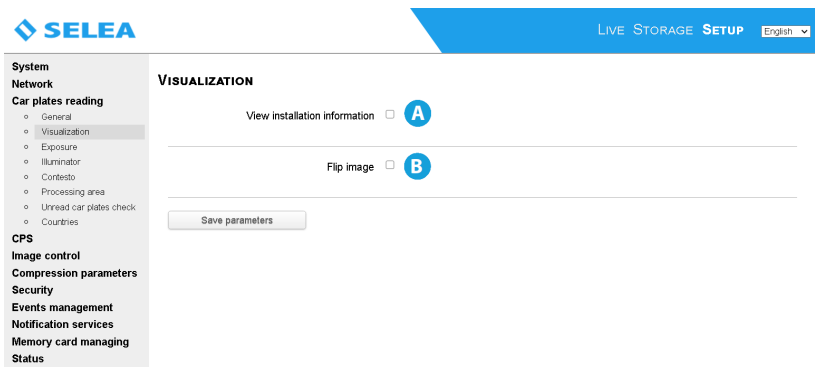 SELEA
LIVE STORAGE SETUP English
System
Network
Car plates reading
General
Visualization
Exposure
Illuminator
Contesto
Processing area
Unread car plates check
Countries
CPS
Image control
Compression parameters
Security
Events management
Notification services
Memory card managing
Status
VISUALIZATION
View installation information A
Flip image B
Save parameters